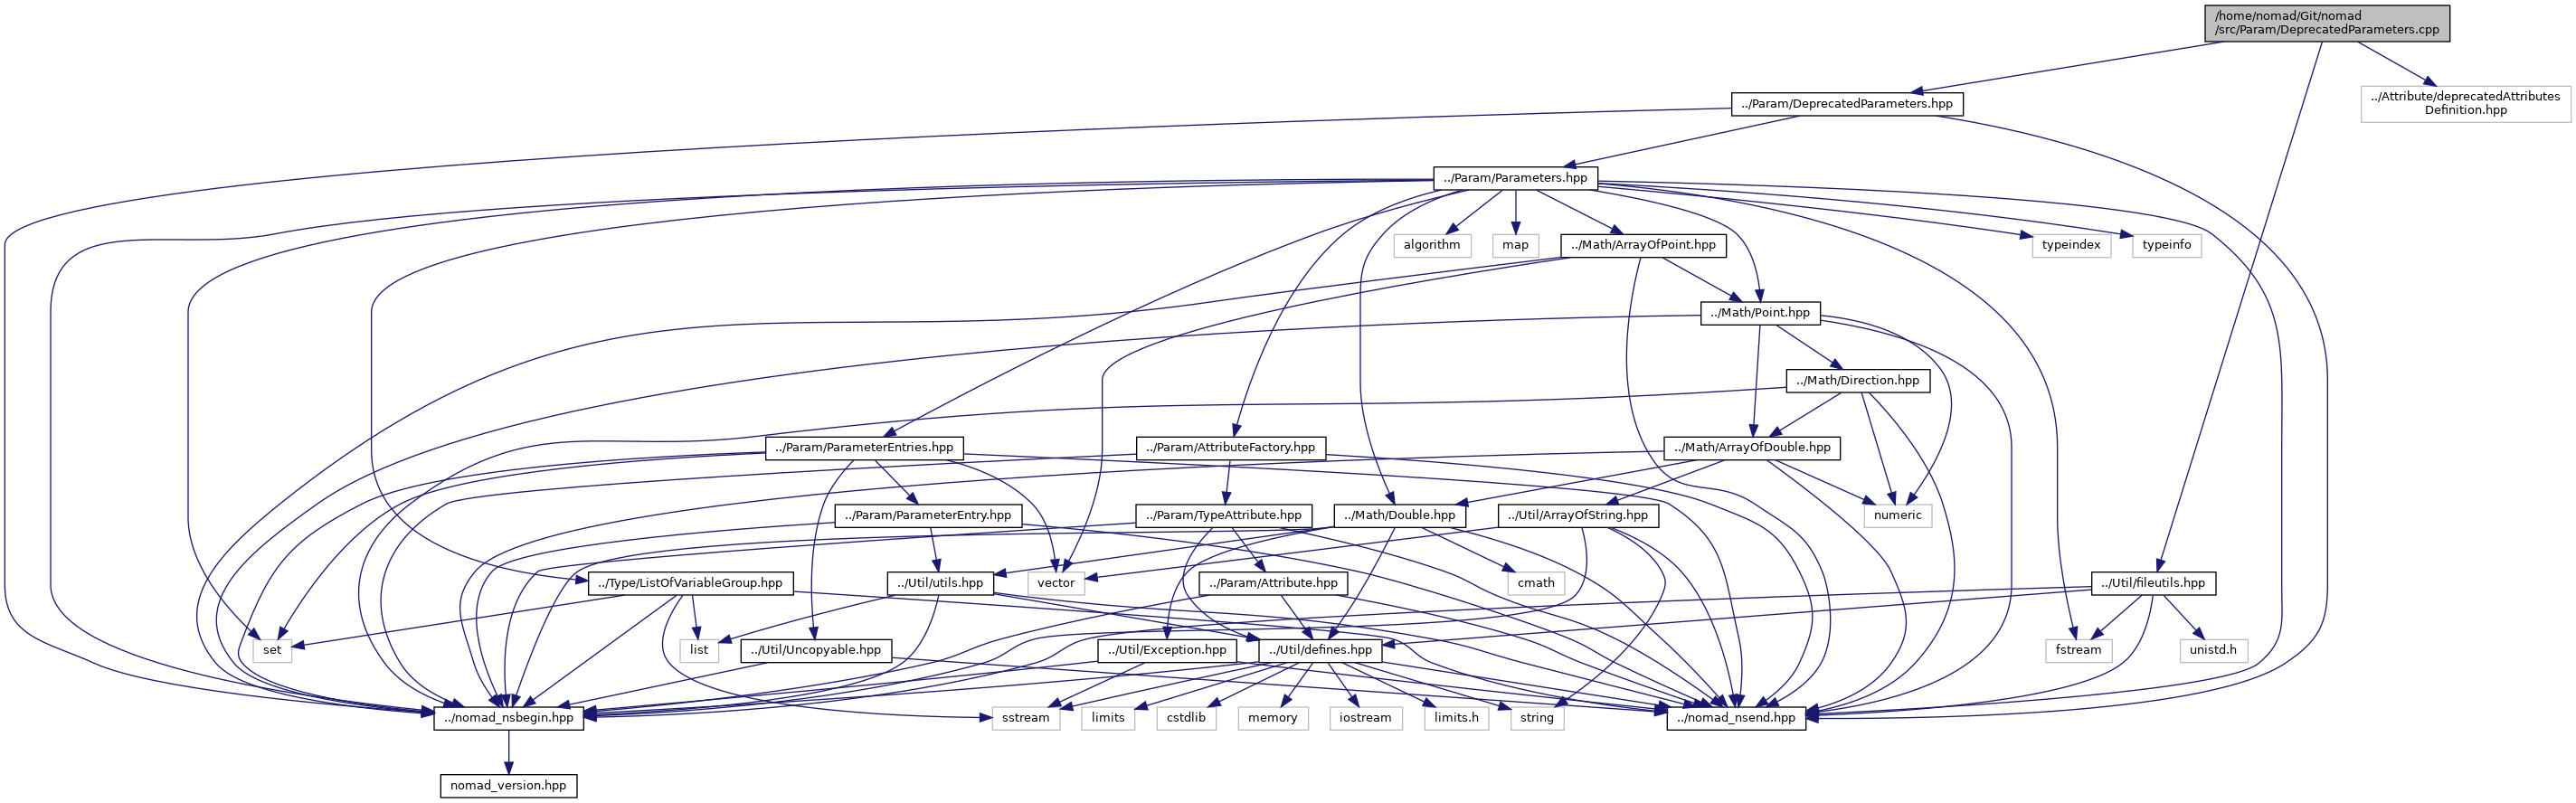 /home/nomad/Git/nomad
/src/Param/DeprecatedParameters.cpp
../Param/DeprecatedParameters.hpp
../Attribute/deprecatedAttributes
Definition.hpp
../Param/Parameters.hpp
algorithm
map
../Math/ArrayOfPoint.hpp
typeindex
typeinfo
../Math/Point.hpp
../Math/Direction.hpp
../Param/ParameterEntries.hpp
../Param/AttributeFactory.hpp
../Math/ArrayOfDouble.hpp
../Param/ParameterEntry.hpp
../Param/TypeAttribute.hpp
../Math/Double.hpp
../Util/ArrayOfString.hpp
numeric
../Type/ListOfVariableGroup.hpp
../Util/utils.hpp
vector
../Param/Attribute.hpp
cmath
../Util/fileutils.hpp
set
list
../Util/Uncopyable.hpp
../Util/Exception.hpp
../Util/defines.hpp
fstream
unistd.h
../nomad_nsbegin.hpp
sstream
limits
cstdlib
memory
iostream
limits.h
string
../nomad_nsend.hpp
nomad_version.hpp